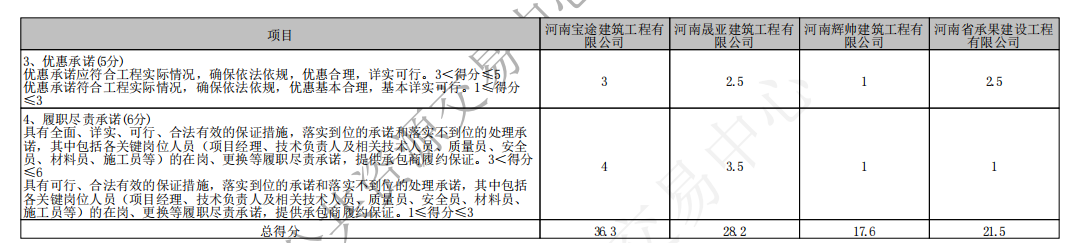 项目
河南宝途建筑工程有
限公司
河南晟亚建筑工程有
限公司
河南辉帅建筑工程有
限公司
河南省承果建设工程
有限公司
3、优惠承诺(5分)
优惠承诺应符合工程实际情况，确保依法依规，优惠合理，详实可行。3＜得分≤5
优惠承诺符合工程实际情况，确保依法依规，优惠基本合理，基本详实可行。1≤得分
≤3
3
2.5
1
2.5
4、履职尽责承诺(6分)
具有全面、详实、可行、合法有效的保证措施，落实到位的承诺和落实不到位的处理承
诺，其中包括各关键岗位人员（项目经理、技术负责人及相关技术人员、质量员、安全
员、材料员、施工员等）的在岗、更换等履职尽责承诺，提供承包商履约保证。3＜得分
≤6
具有可行、合法有效的保证措施，落实到位的承诺和落实不到位的处理承诺，其中包括
各关键岗位人员（项目经理、技术负责人及相关技术人员、质量员、安全员、材料员、
施工员等）的在岗、更换等履职尽责承诺，提供承包商履约保证。1≤得分≤3
4
3.5
1
1
总得分
36.3
28.2
17.6
21.5
资源交易中心
交易中心